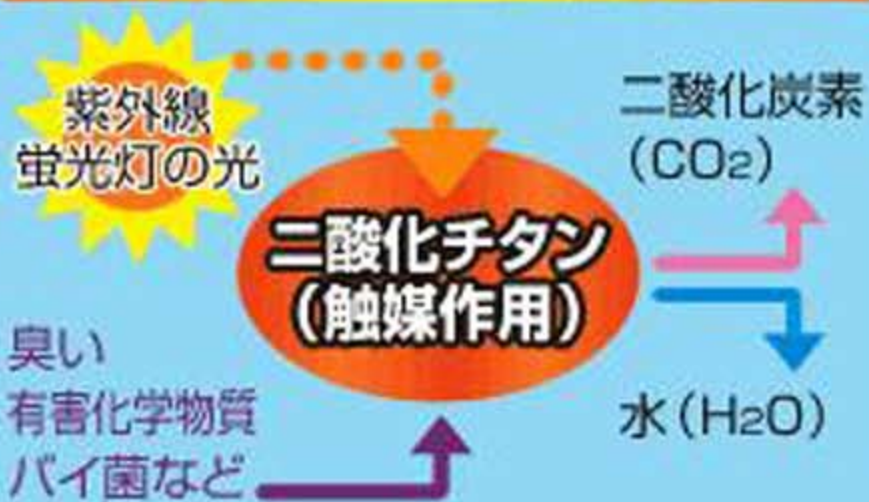 紫外線
蛍光灯の光
二酸化炭素
(CO2)
二酸化チタン
(触媒作用)
臭い
有害化学物質
バイ菌など
水(H2O)